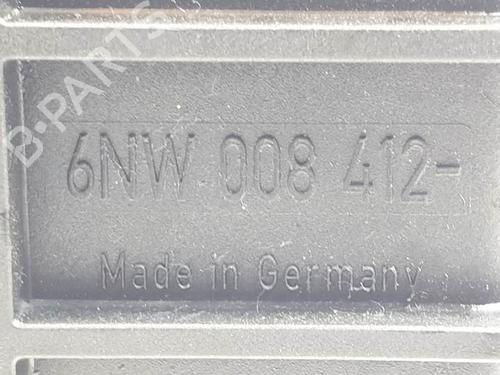 B-PARTS
6NW 008 412-
Made in Germany